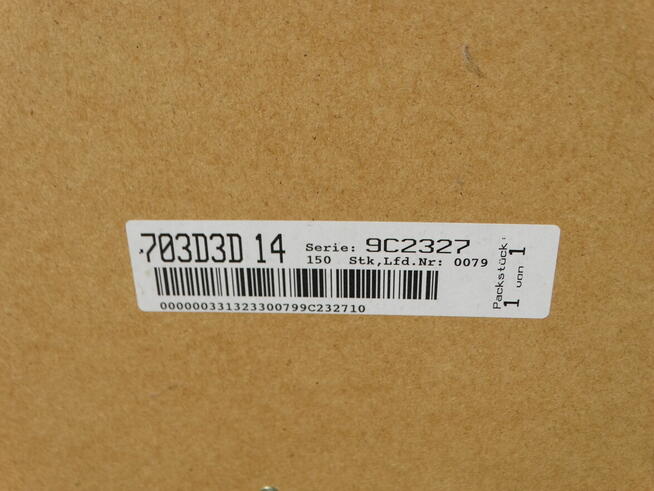 703D3D 14
Serie: 9C2327
150 Stk,Lfd.Nr: 0079
000000331323300799C232710
Packstück:
1 von 1